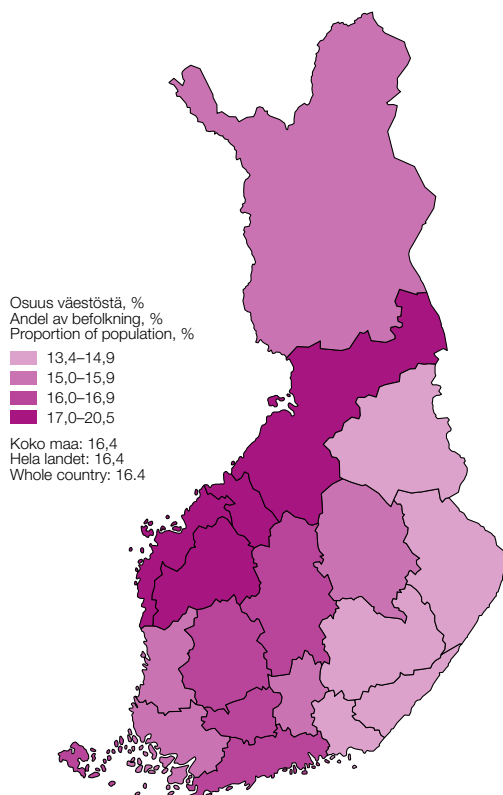 Osuus väestöstä, %
Andel av befolkning, %
Proportion of population, %
13,4–14,9
15,0–15,9
16,0–16,9
17,0–20,5
Koko maa: 16,4
Hela landet: 16,4
Whole country: 16.4